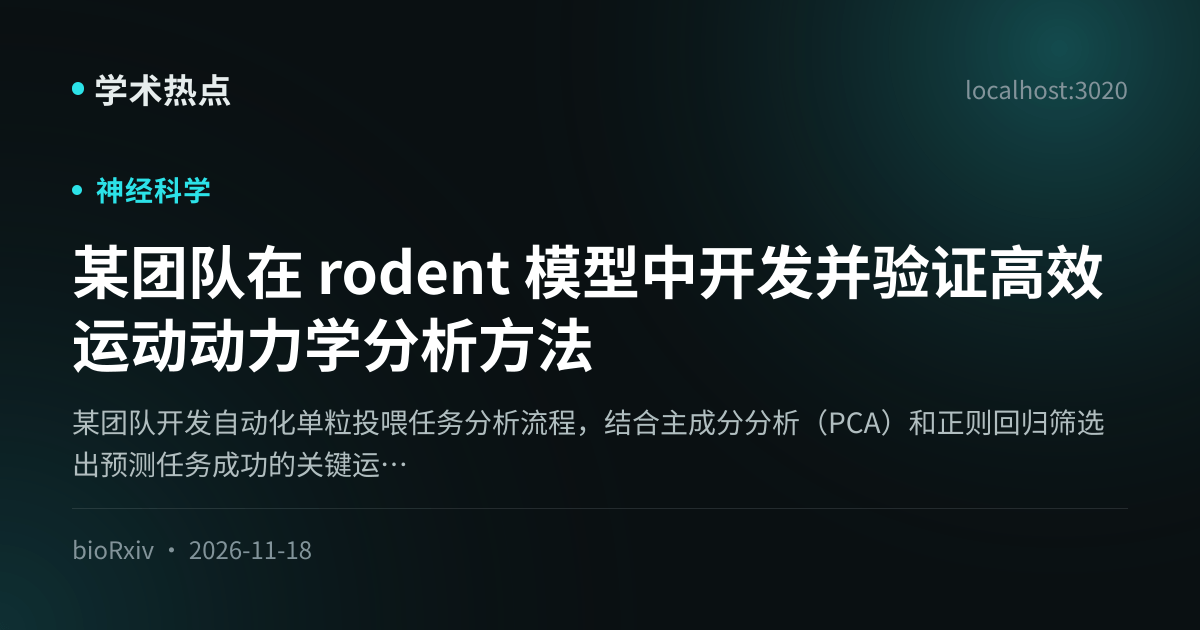 学术热点
localhost:3020
神经科学
某团队在 rodent 模型中开发并验证高效
运动动力学分析方法
某团队开发自动化单粒投喂任务分析流程，结合主成分分析（PCA）和正则回归筛选
出预测任务成功的关键运…
bioRxiv · 2026-11-18